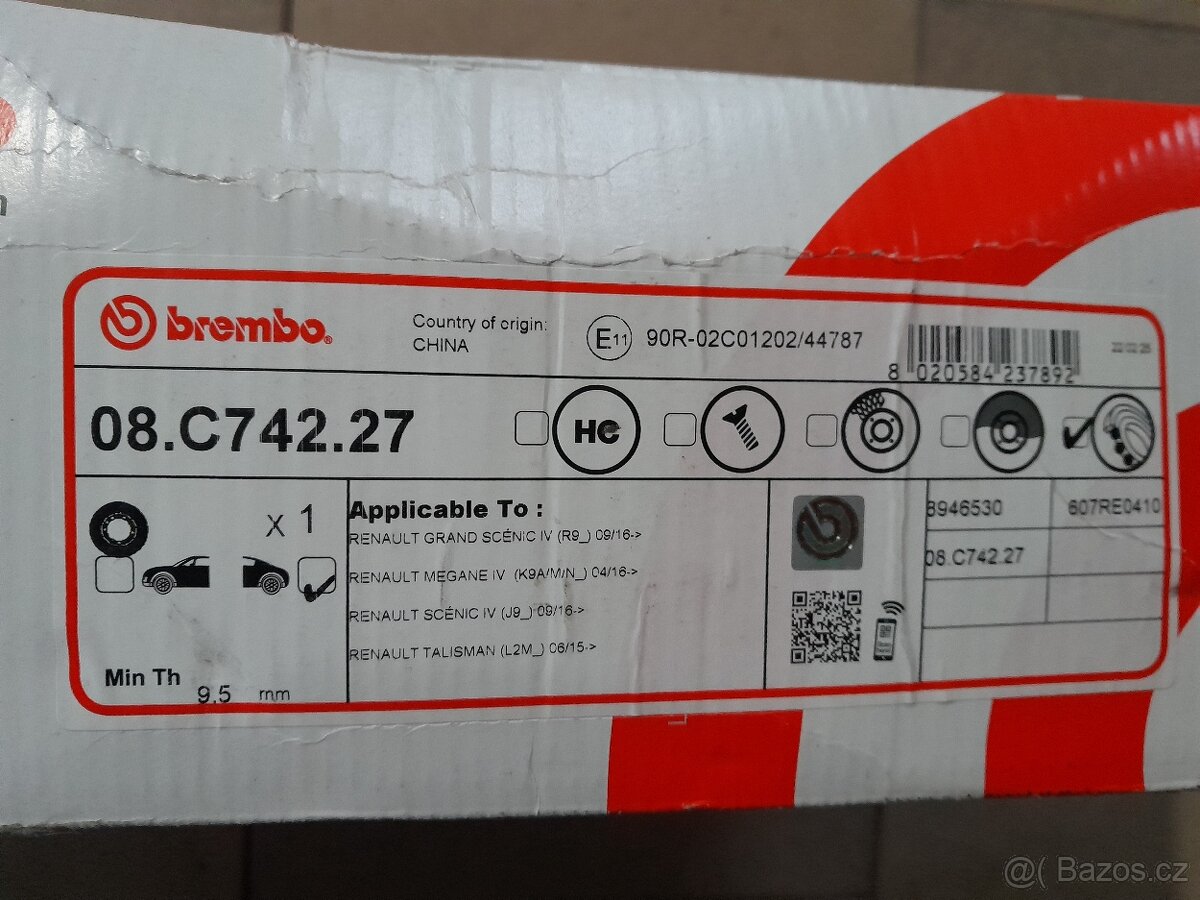 brembo®
Country of origin:
CHINA
E11
90R-02C01202/44787
8 020584 237892
08.C742.27
HC
x 1
Min Th
9.5 mm
Applicable To :
RENAULT GRAND SCÉNIC IV (R9_) 09/16->
RENAULT MEGANE IV (K9A/M/N_) 04/16->
RENAULT SCÉNIC IV (J9_) 09/16->
RENAULT TALISMAN (L2M_) 06/15->
8946530
607RE0410
08.C742.27
@( Bazos.cz